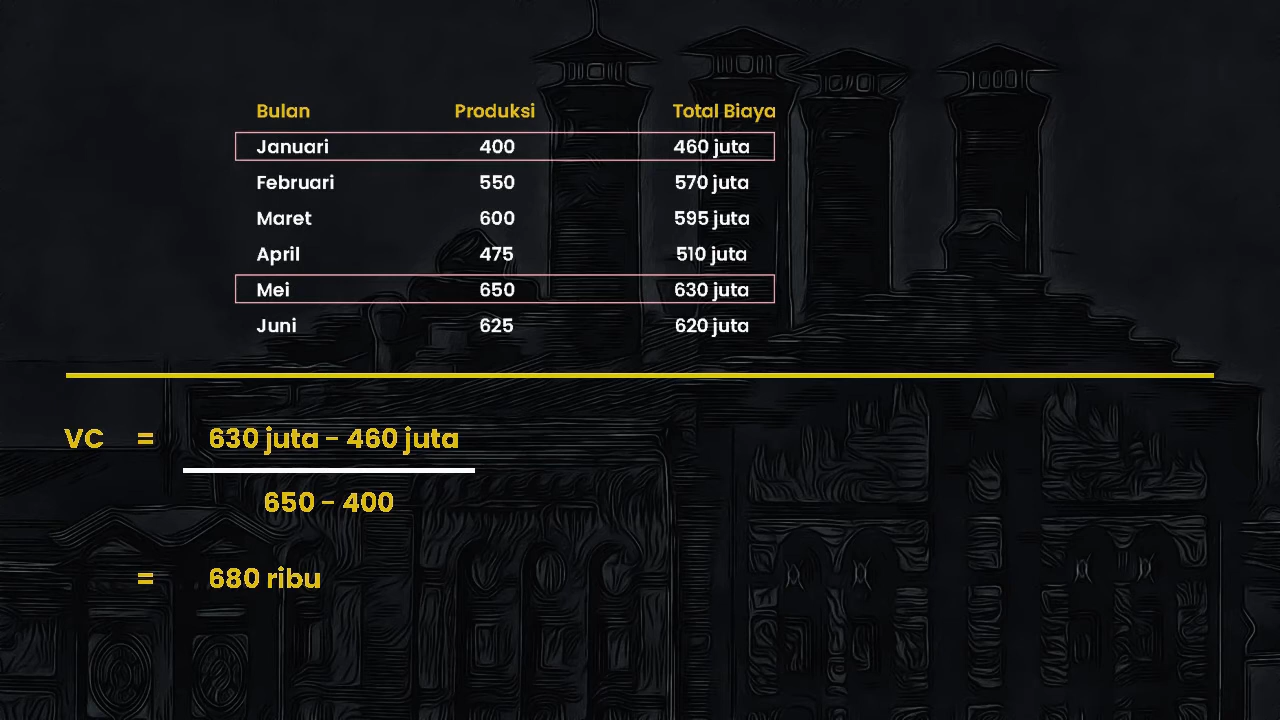 Bulan Produksi Total Biaya
Januari 400 460 juta
Februari 550 570 juta
Maret 600 595 juta
April 475 510 juta
Mei 650 630 juta
Juni 625 620 juta
VC = 630 juta – 460 juta
650 – 400
= 680 ribu